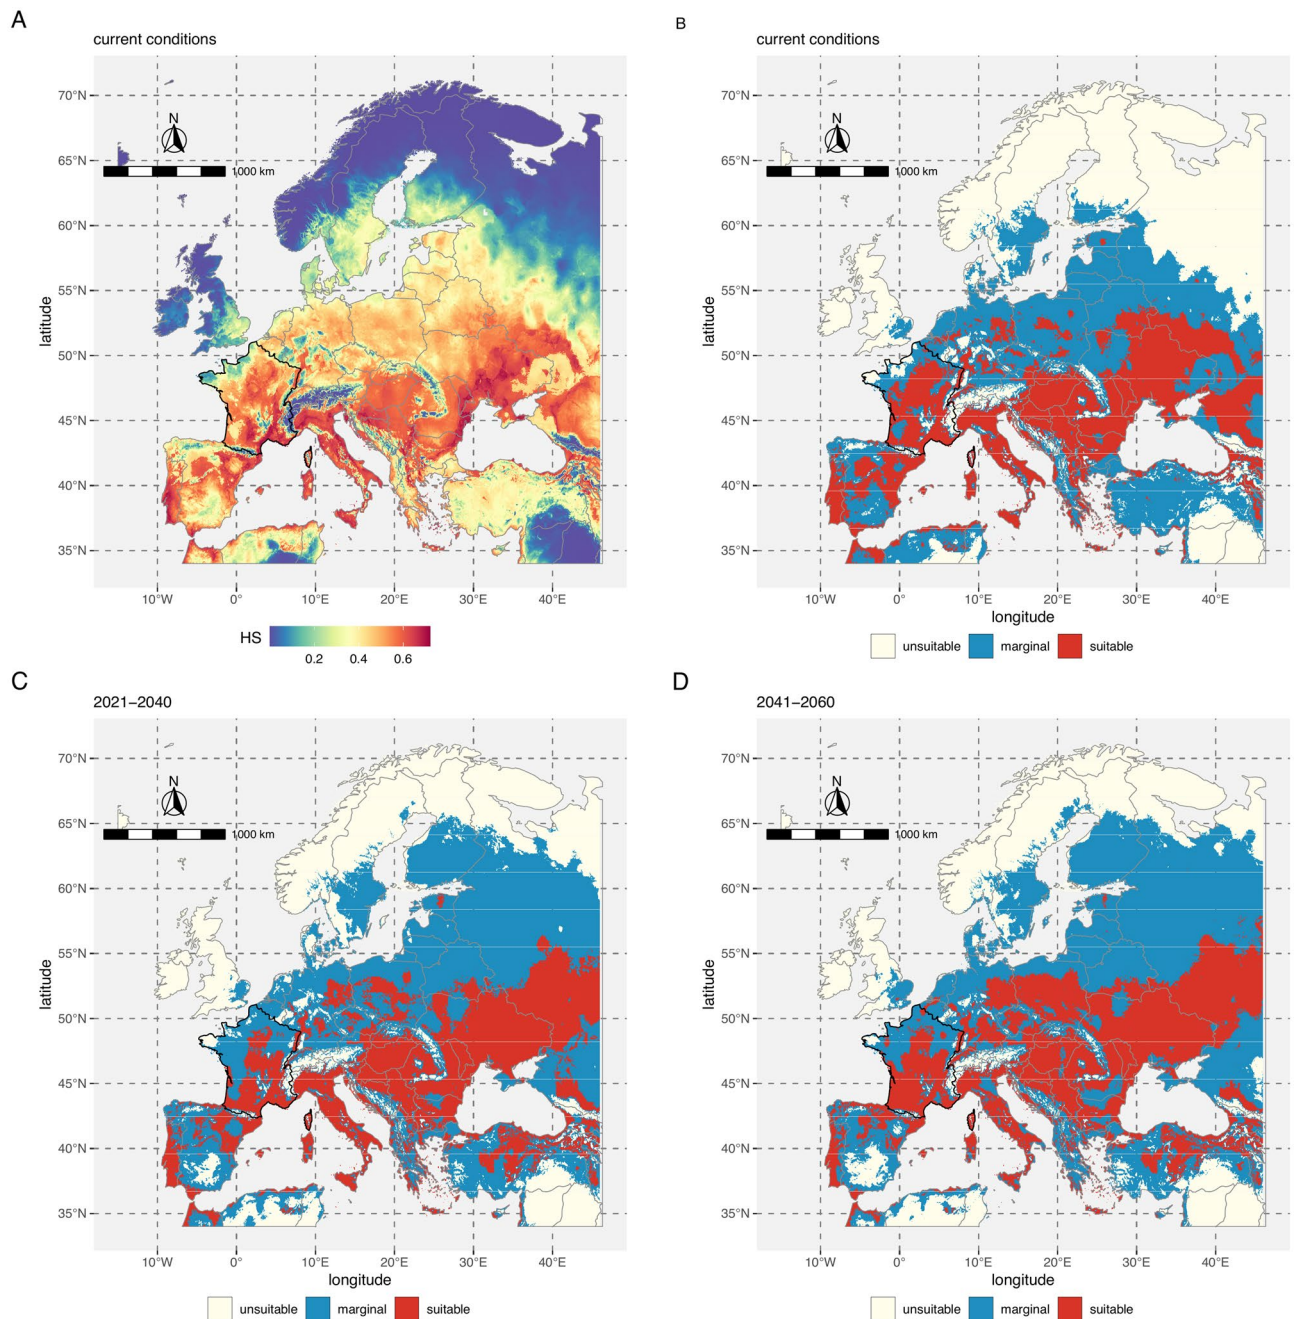 A
current conditions
70°N
65°N
60°N
55°N
50°N
45°N
40°N
35°N
latitude
N
1000 km
10°W
0°
10°E
20°E
30°E
40°E
HS
0.2
0.4
0.6
B
current conditions
70°N
65°N
60°N
55°N
50°N
45°N
40°N
35°N
latitude
N
1000 km
10°W
0°
10°E
20°E
30°E
40°E
longitude
unsuitable
marginal
suitable
C
2021–2040
70°N
65°N
60°N
55°N
50°N
45°N
40°N
35°N
latitude
N
1000 km
10°W
0°
10°E
20°E
30°E
40°E
longitude
unsuitable
marginal
suitable
D
2041–2060
70°N
65°N
60°N
55°N
50°N
45°N
40°N
35°N
latitude
N
1000 km
10°W
0°
10°E
20°E
30°E
40°E
longitude
unsuitable
marginal
suitable